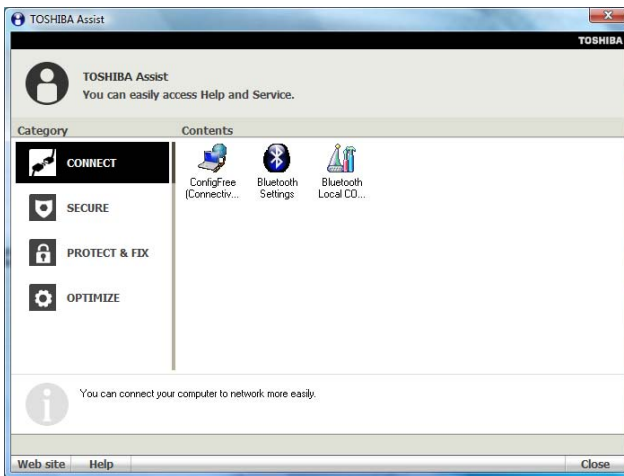 TOSHIBA Assist
TOSHIBA
TOSHIBA Assist
You can easily access Help and Service.
Category
Contents
CONNECT
SECURE
PROTECT & FIX
OPTIMIZE
ConfigFree
(Connectiv...
Bluetooth
Settings
Bluetooth
Local CO...
You can connect your computer to network more easily.
Web site
Help
Close